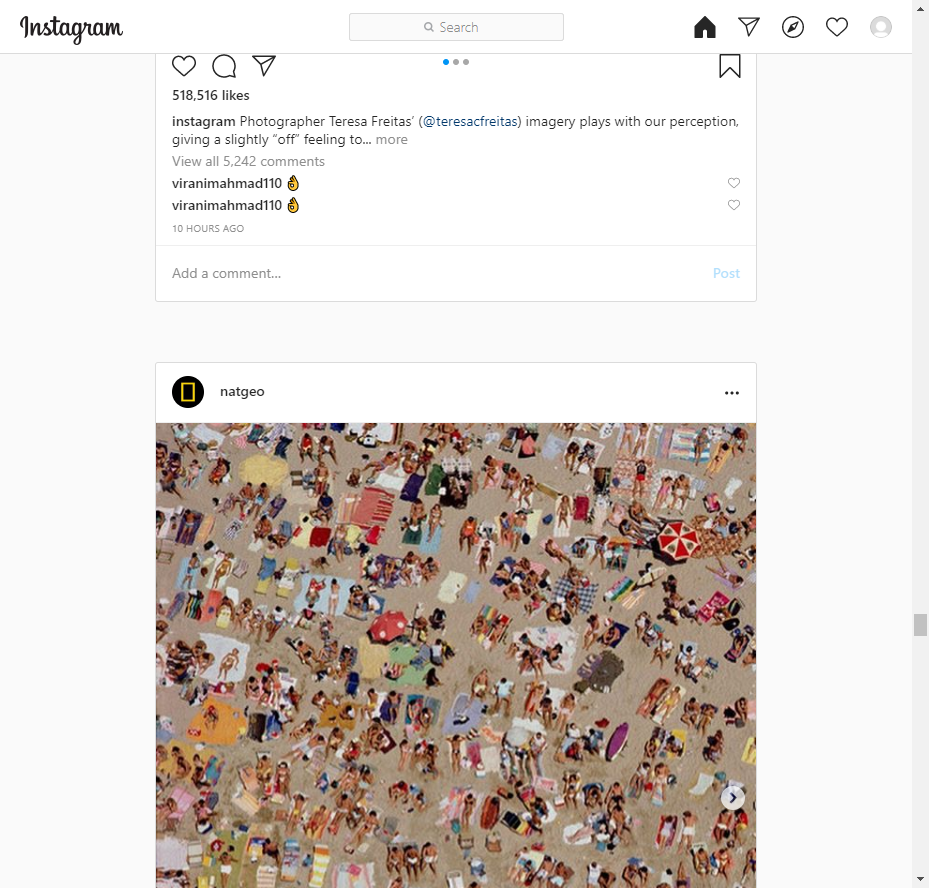 Instagram
Search
518,516 likes
instagram Photographer Teresa Freitas’ (@teresacfreitas) imagery plays with our perception,
giving a slightly “off” feeling to... more
View all 5,242 comments
viranimahmad110 👌
viranimahmad110 👌
10 HOURS AGO
Add a comment...
Post
natgeo